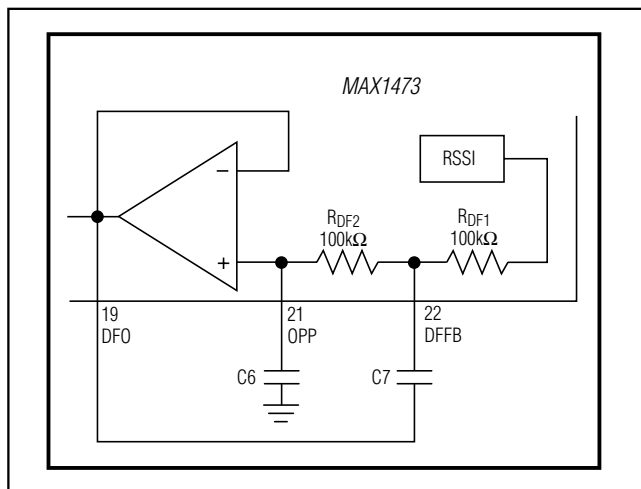 MAX1473
RSSI
−
RDF2
100kΩ
RDF1
100kΩ
+
19
DFO
21
OPP
22
DFFB
C6
C7